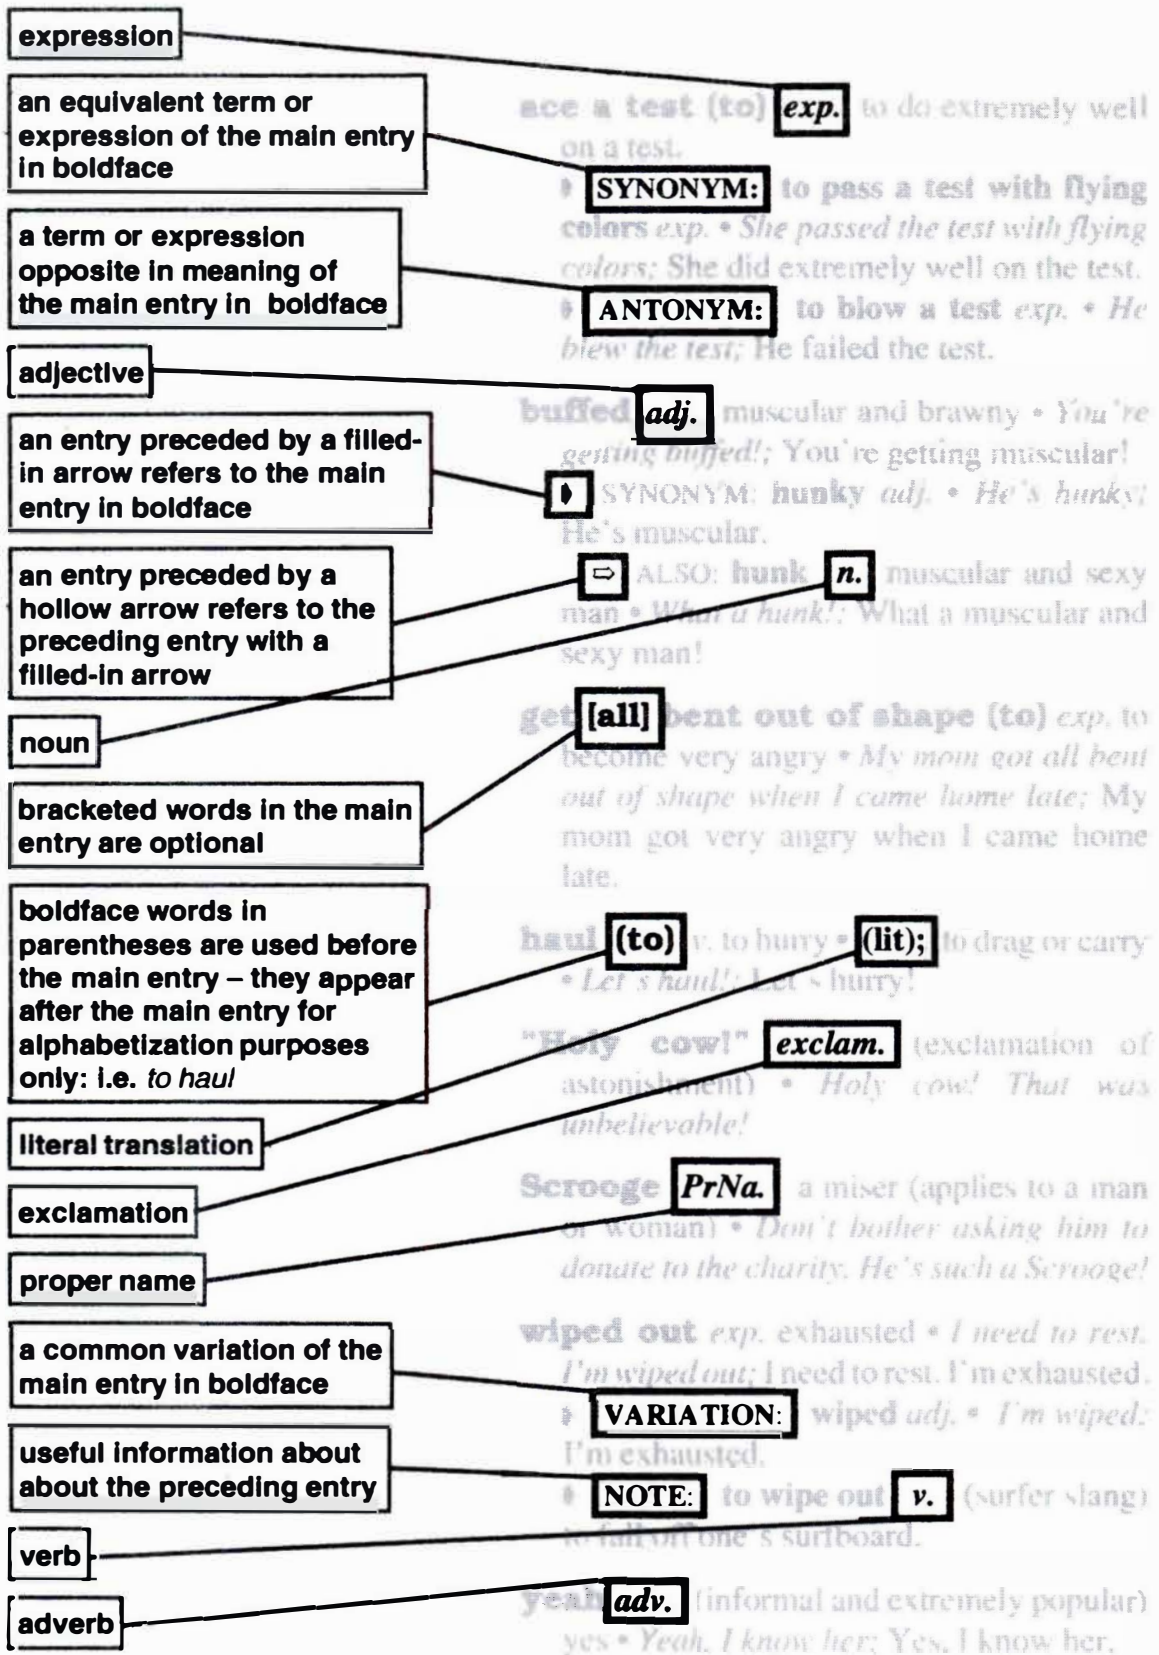 expression
an equivalent term or
expression of the main entry
in boldface
a term or expression
opposite in meaning of
the main entry in boldface
adjective
an entry preceded by a filled-
in arrow refers to the main
entry in boldface
an entry preceded by a
hollow arrow refers to the
preceding entry with a
filled-in arrow
noun
bracketed words in the main
entry are optional
boldface words in
parentheses are used before
the main entry – they appear
after the main entry for
alphabetization purposes
only: i.e. to haul
literal translation
exclamation
proper name
a common variation of the
main entry in boldface
useful information about
about the preceding entry
verb
adverb
ace a test (to) exp. to do extremely well
on a test.
SYNONYM: to pass a test with flying
colors exp. • She passed the test with flying
colors; She did extremely well on the test.
ANTONYM: to blow a test exp. • He
blew the test; He failed the test.
buffed adj. muscular and brawny • You're
getting buffed!; You're getting muscular!
SYNONYM: hunky adj. • He's hunky;
He's muscular.
⇨ ALSO: hunk n. muscular and sexy
man • What a hunk!; What a muscular and
sexy man!
get [all] bent out of shape (to) exp. to
become very angry • My mom got all bent
out of shape when I came home late; My
mom got very angry when I came home
late.
haul (to) v. to hurry • (lit); to drag or carry
• Let's haul!; Let's hurry!
"Holy cow!" exclam. (exclamation of
astonishment) • Holy cow! That was
unbelievable!
Scrooge PrNa. a miser (applies to a man
or woman) • Don't bother asking him to
donate to the charity. He's such a Scrooge!
wiped out exp. exhausted • I need to rest.
I'm wiped out; I need to rest. I'm exhausted.
VARIATION: wiped adj. • I'm wiped;
I'm exhausted.
NOTE: to wipe out v. (surfer slang)
to fall off one's surfboard.
yeah adv. (informal and extremely popular)
yes • Yeah, I know her; Yes, I know her.